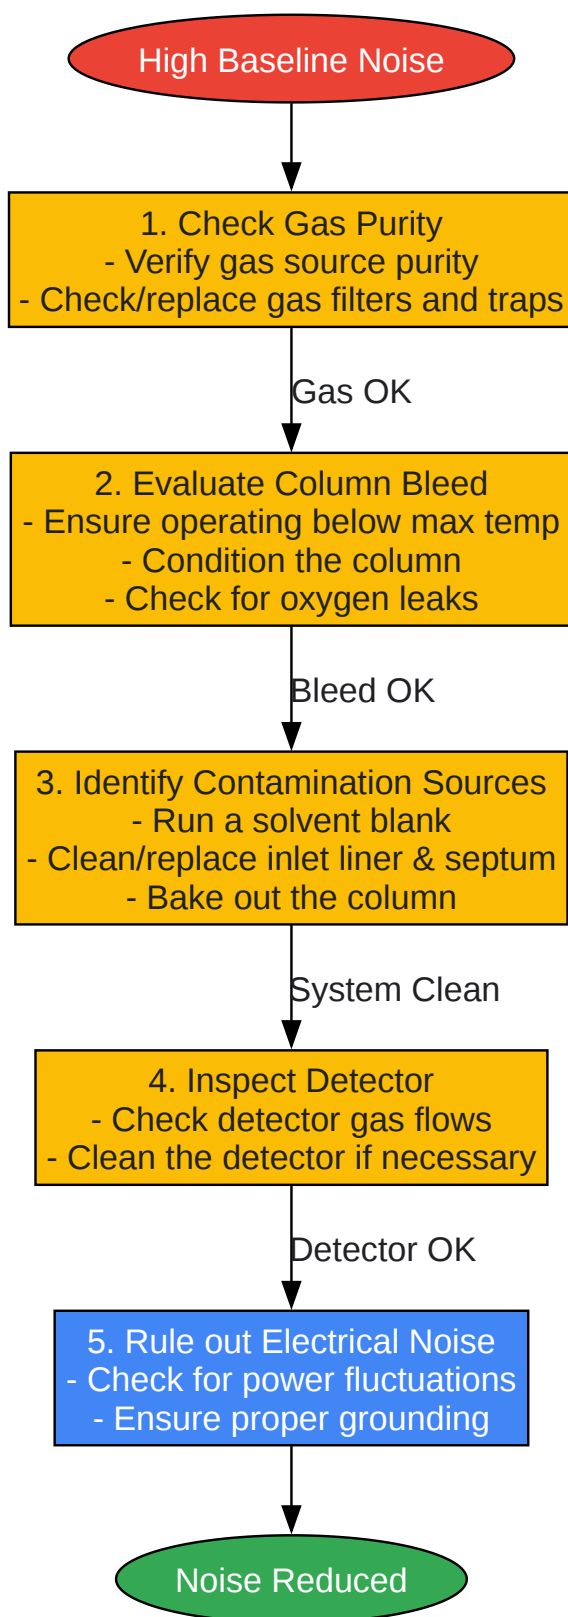 High Baseline Noise
1. Check Gas Purity
- Verify gas source purity
- Check/replace gas filters and traps
Gas OK
2. Evaluate Column Bleed
- Ensure operating below max temp
- Condition the column
- Check for oxygen leaks
Bleed OK
3. Identify Contamination Sources
- Run a solvent blank
- Clean/replace inlet liner & septum
- Bake out the column
System Clean
4. Inspect Detector
- Check detector gas flows
- Clean the detector if necessary
Detector OK
5. Rule out Electrical Noise
- Check for power fluctuations
- Ensure proper grounding
Noise Reduced